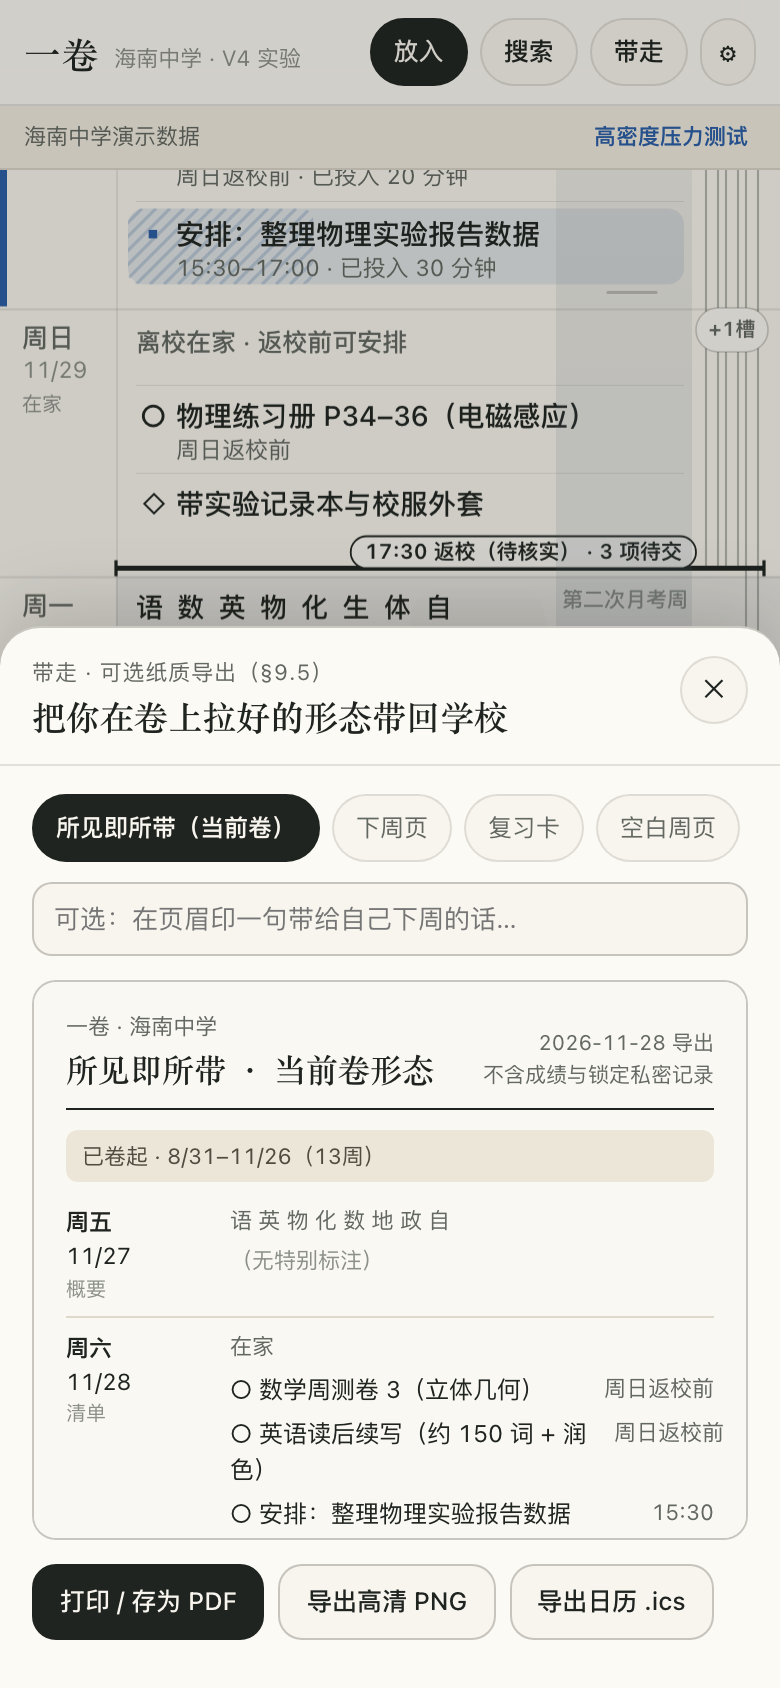 一卷 海南中学 · V4 实验 放入 搜索 带走
海南中学演示数据 高密度压力测试
周日返校前 · 已投入 20 分钟
安排：整理物理实验报告数据
15:30–17:00 · 已投入 30 分钟
+1槽
周日 离校在家 · 返校前可安排
11/29
在家
物理练习册 P34–36（电磁感应）
周日返校前
带实验记录本与校服外套
17:30 返校（待核实） · 3 项待交
周一 语 数 英 物 化 生 体 自 第二次月考周
带走 · 可选纸质导出（§9.5）
把你在卷上拉好的形态带回学校
所见即所带（当前卷） 下周页 复习卡 空白周页
可选：在页眉印一句带给自己下周的话...
一卷 · 海南中学
所见即所带 · 当前卷形态
2026-11-28 导出
不含成绩与锁定私密记录
已卷起 · 8/31–11/26（13周）
周五 语 英 物 化 数 地 政 自
11/27 （无特别标注）
概要
周六 在家
11/28 数学周测卷 3（立体几何） 周日返校前
清单
英语读后续写（约 150 词 + 润 周日返校前
色）
安排：整理物理实验报告数据 15:30
打印 / 存为 PDF 导出高清 PNG 导出日历 .ics